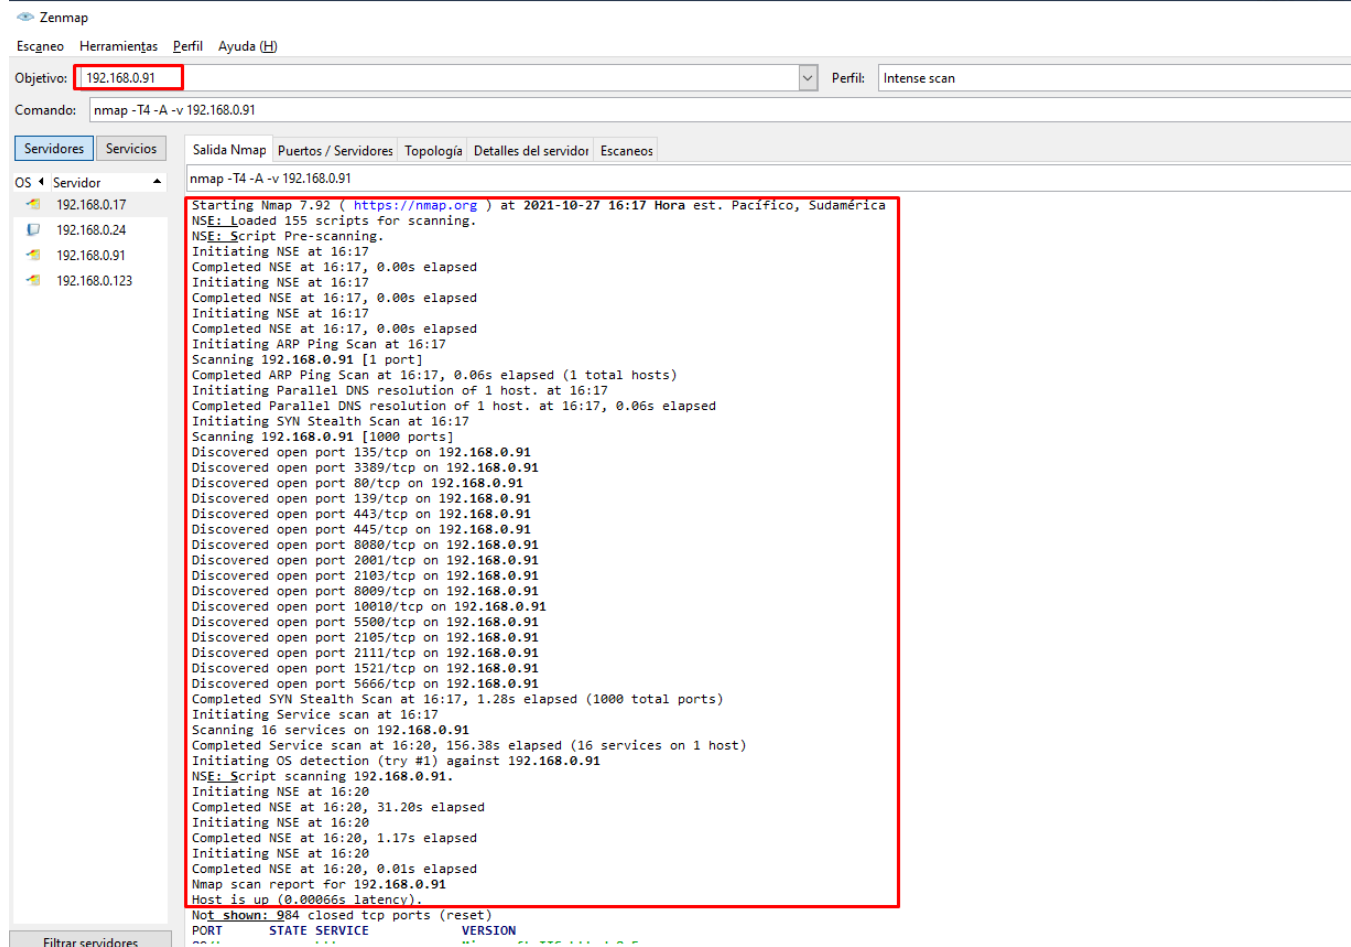 Zenmap
Escaneo Herramientas Perfil Ayuda (H)
Objetivo: 192.168.0.91 Perfil: Intense scan
Comando: nmap -T4 -A -v 192.168.0.91
Servidores Servicios
Salida Nmap Puertos / Servidores Topología Detalles del servidor Escaneos
OS Servidor
192.168.0.17
192.168.0.24
192.168.0.91
192.168.0.123
Filtrar servidores
nmap -T4 -A -v 192.168.0.91
Starting Nmap 7.92 ( https://nmap.org ) at 2021-10-27 16:17 Hora est. Pacífico, Sudamérica
NSE: Loaded 155 scripts for scanning.
NSE: Script Pre-scanning.
Initiating NSE at 16:17
Completed NSE at 16:17, 0.00s elapsed
Initiating NSE at 16:17
Completed NSE at 16:17, 0.00s elapsed
Initiating NSE at 16:17
Completed NSE at 16:17, 0.00s elapsed
Initiating ARP Ping Scan at 16:17
Scanning 192.168.0.91 [1 port]
Completed ARP Ping Scan at 16:17, 0.06s elapsed (1 total hosts)
Initiating Parallel DNS resolution of 1 host. at 16:17
Completed Parallel DNS resolution of 1 host. at 16:17, 0.06s elapsed
Initiating SYN Stealth Scan at 16:17
Scanning 192.168.0.91 [1000 ports]
Discovered open port 135/tcp on 192.168.0.91
Discovered open port 3389/tcp on 192.168.0.91
Discovered open port 80/tcp on 192.168.0.91
Discovered open port 139/tcp on 192.168.0.91
Discovered open port 443/tcp on 192.168.0.91
Discovered open port 445/tcp on 192.168.0.91
Discovered open port 8080/tcp on 192.168.0.91
Discovered open port 2001/tcp on 192.168.0.91
Discovered open port 2103/tcp on 192.168.0.91
Discovered open port 8009/tcp on 192.168.0.91
Discovered open port 10010/tcp on 192.168.0.91
Discovered open port 5500/tcp on 192.168.0.91
Discovered open port 2105/tcp on 192.168.0.91
Discovered open port 2111/tcp on 192.168.0.91
Discovered open port 1521/tcp on 192.168.0.91
Discovered open port 5666/tcp on 192.168.0.91
Completed SYN Stealth Scan at 16:17, 1.28s elapsed (1000 total ports)
Initiating Service scan at 16:17
Scanning 16 services on 192.168.0.91
Completed Service scan at 16:20, 156.38s elapsed (16 services on 1 host)
Initiating OS detection (try #1) against 192.168.0.91
NSE: Script scanning 192.168.0.91.
Initiating NSE at 16:20
Completed NSE at 16:20, 31.20s elapsed
Initiating NSE at 16:20
Completed NSE at 16:20, 1.17s elapsed
Initiating NSE at 16:20
Completed NSE at 16:20, 0.01s elapsed
Nmap scan report for 192.168.0.91
Host is up (0.00066s latency).
Not shown: 984 closed tcp ports (reset)
PORT STATE SERVICE VERSION